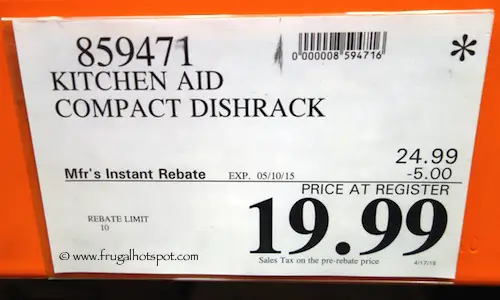 859471
0 000008 594716
*
KITCHEN AID
COMPACT DISHRACK
24.99
Mfr's Instant Rebate EXP. 05/10/15 -5.00
PRICE AT REGISTER
19.99
REBATE LIMIT
10
Sales Tax on the pre-rebate price 4/17/15
© www.frugalhotspot.com